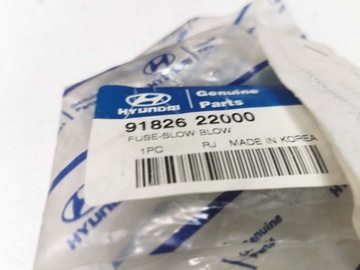 HYUNDAI
Genuine
Parts
91826 22000
FUSE-SLOW BLOW
1PC RJ MADE IN KOREA